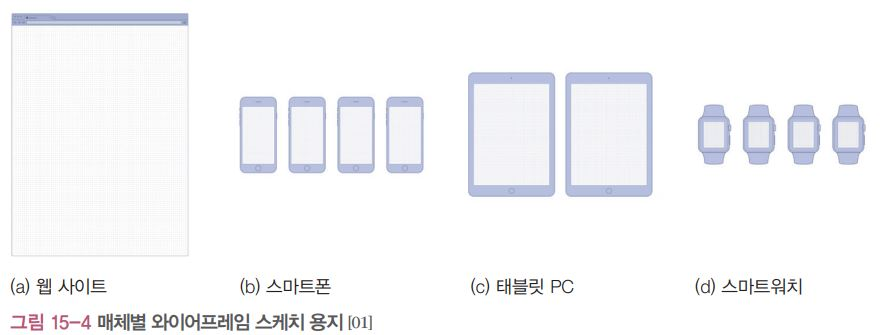 (a) 웹 사이트
(b) 스마트폰
(c) 태블릿 PC
(d) 스마트워치
그림 15-4 매체별 와이어프레임 스케치 용지 [01]